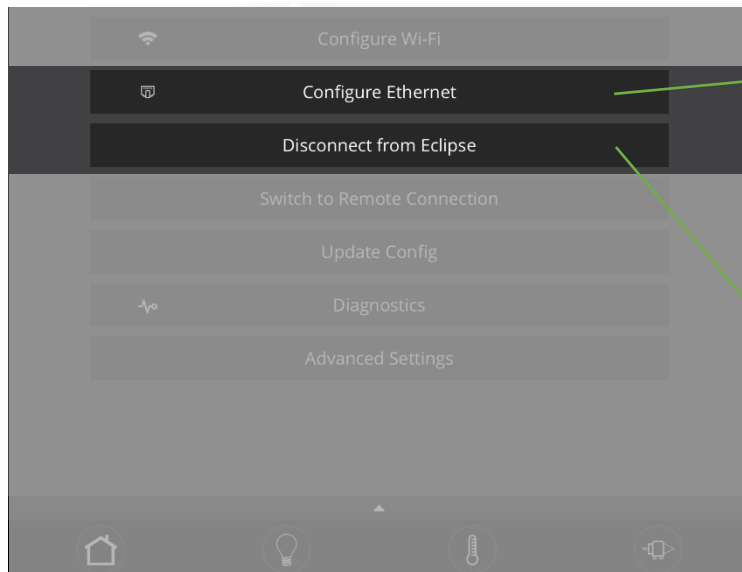 Configure Wi-Fi
Configure Ethernet
Disconnect from Eclipse
Switch to Remote Connection
Update Config
Diagnostics
Advanced Settings